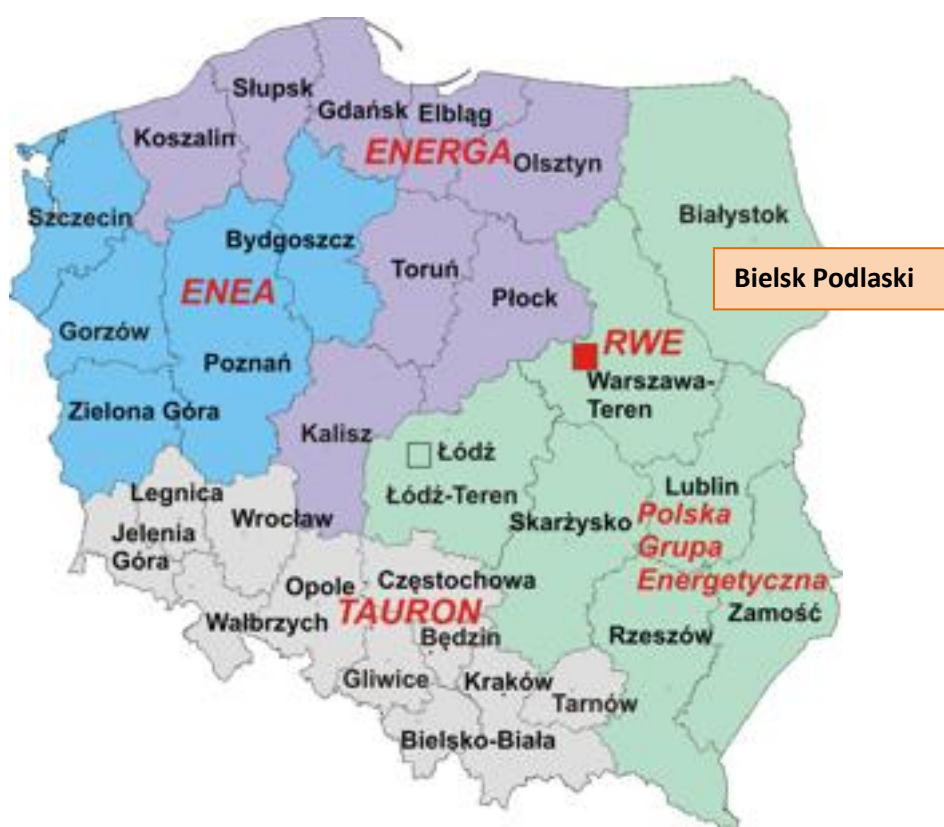 Słupsk
Gdańsk
Elbląg
Koszalin
ENERGA
Olsztyn
Szczecin
Bydgoszcz
Białystok
Toruń
ENEA
Płock
Bielsk Podlaski
Gorzów
Poznań
RWE
Warszawa-
Teren
Zielona Góra
Kalisz
Łódź
Łódź-Teren
Legnica
Wrocław
Jelenia
Góra
Skarżysko
Lublin
Polska
Grupa
Energetyczna
Opole
Częstochowa
TAURON
Wałbrzych
Będzin
Rzeszów
Zamość
Gliwice
Kraków
Tarnów
Bielsko-Biała